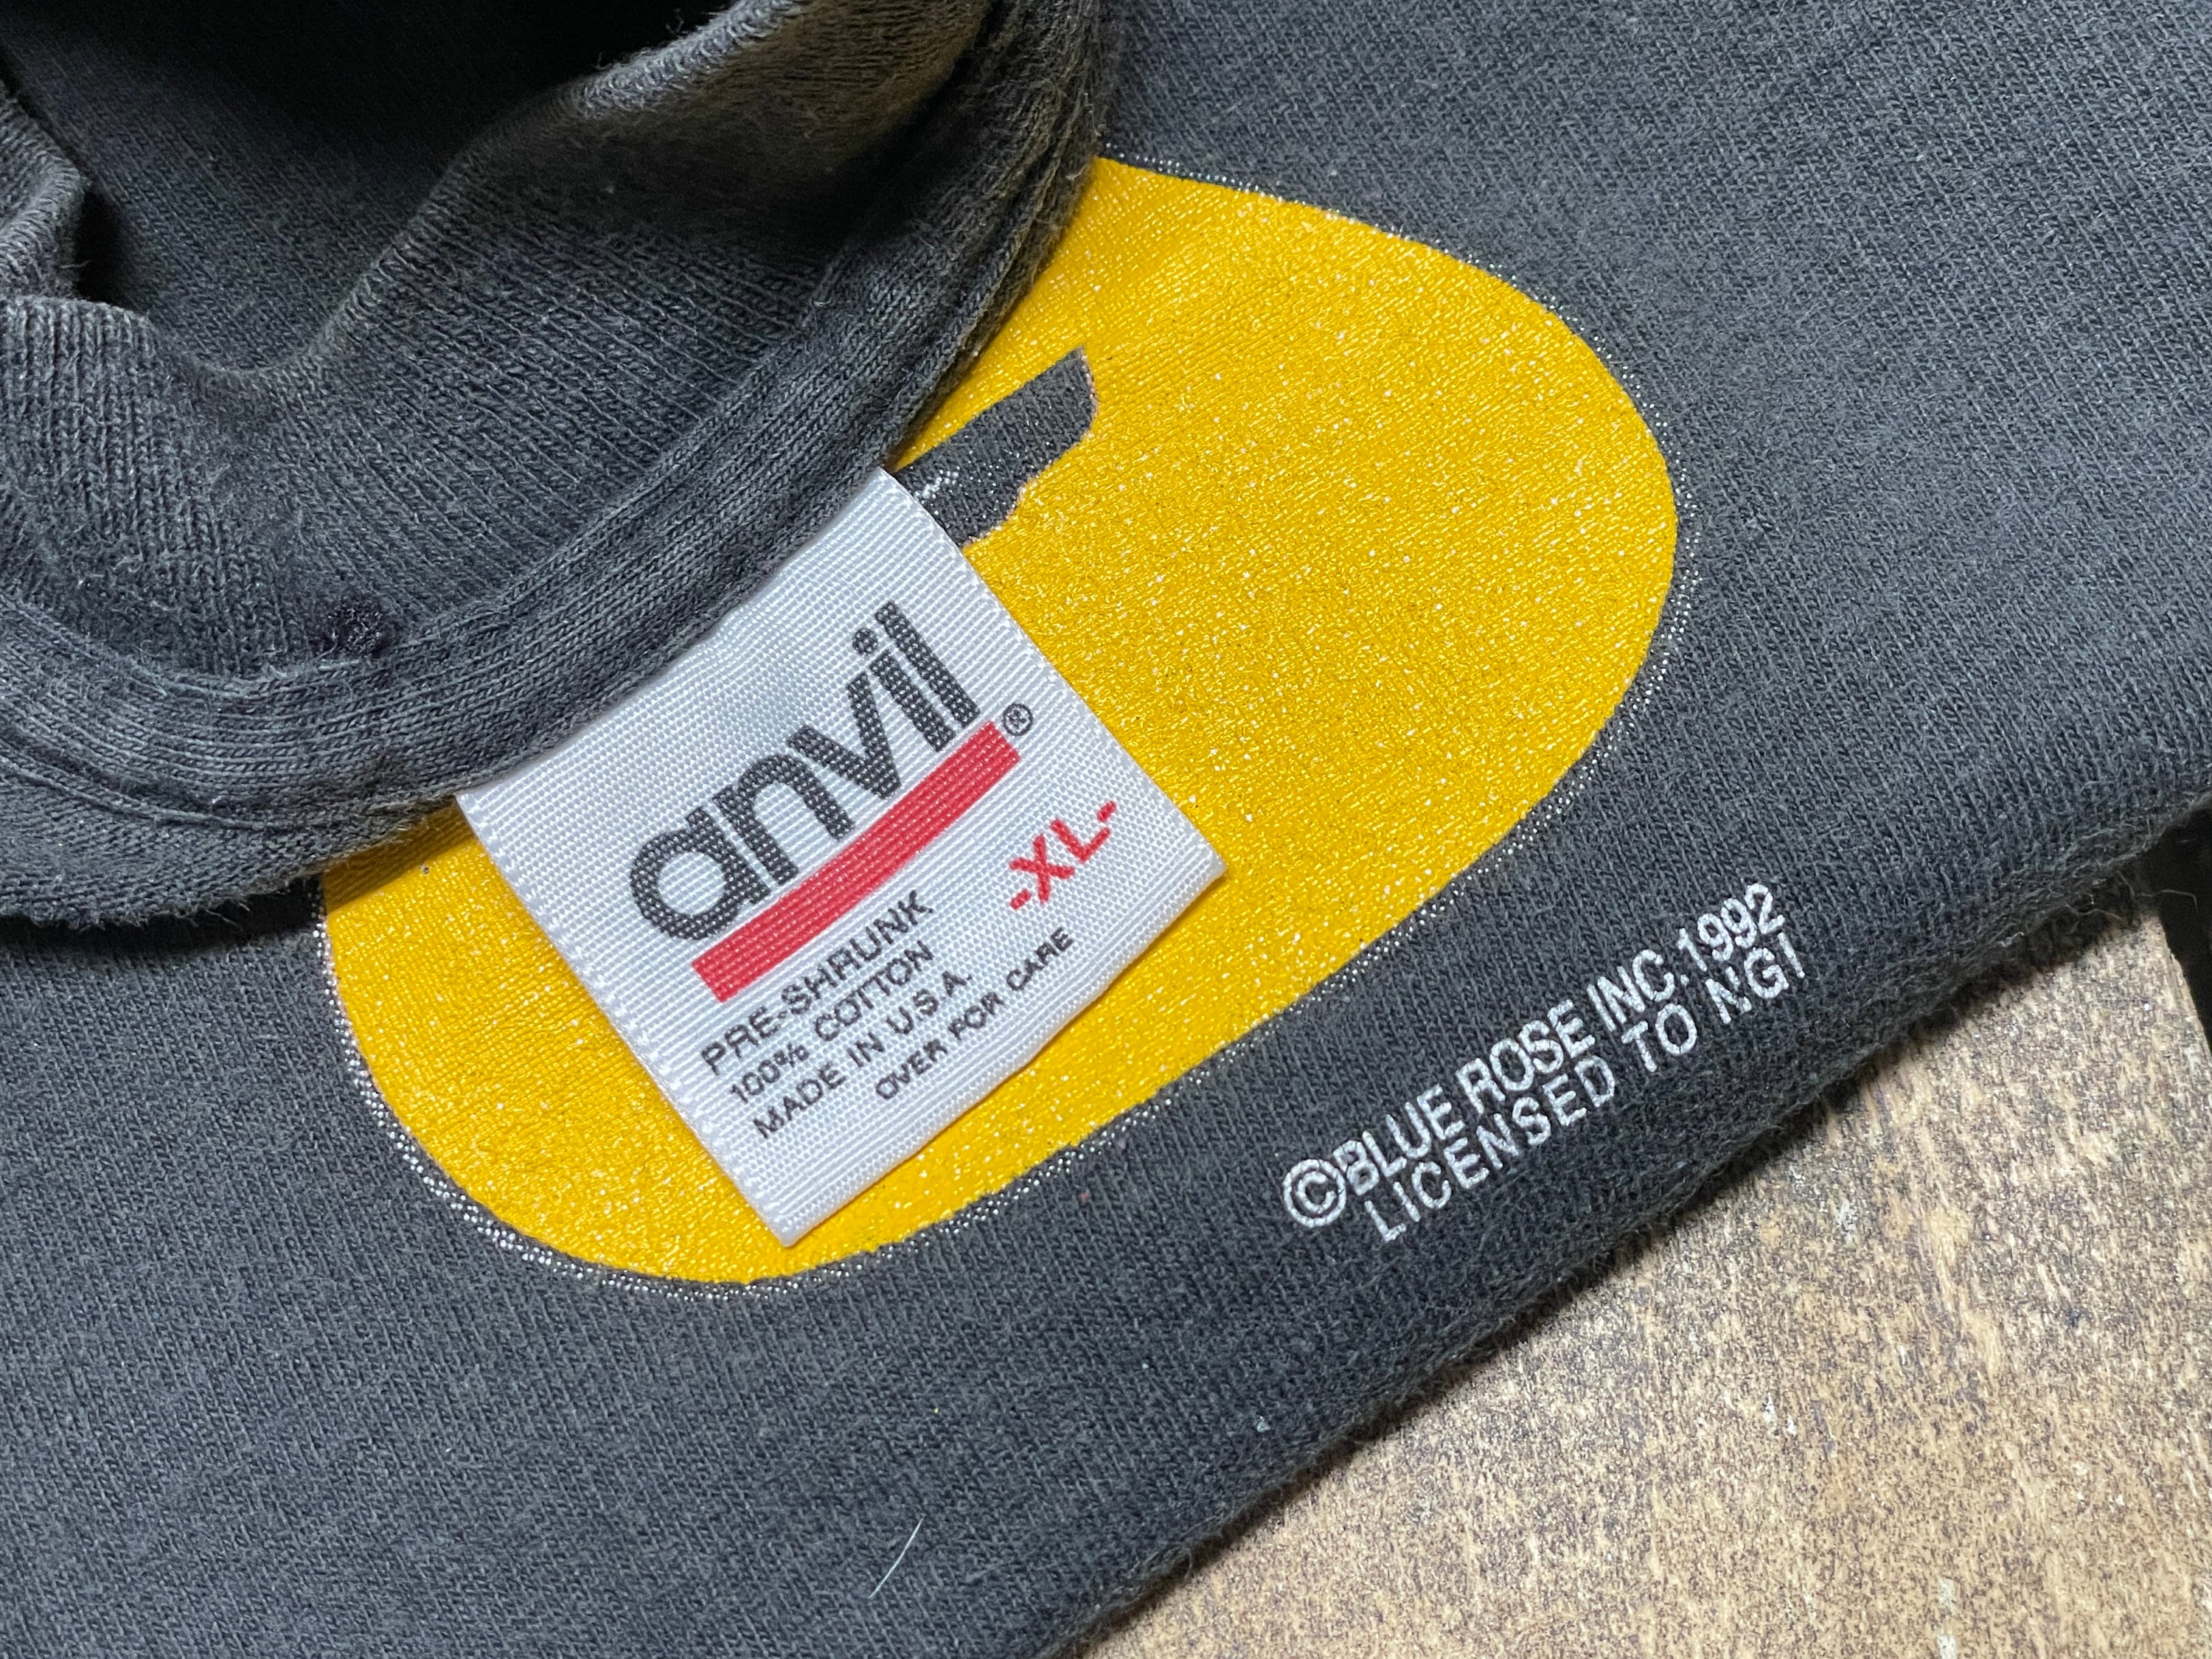 anvil®
-XL-
PRE-SHRUNK
100% COTTON
MADE IN U.S.A.
OVER FOR CARE
©BLUE ROSE INC.1992
LICENSED TO NGI